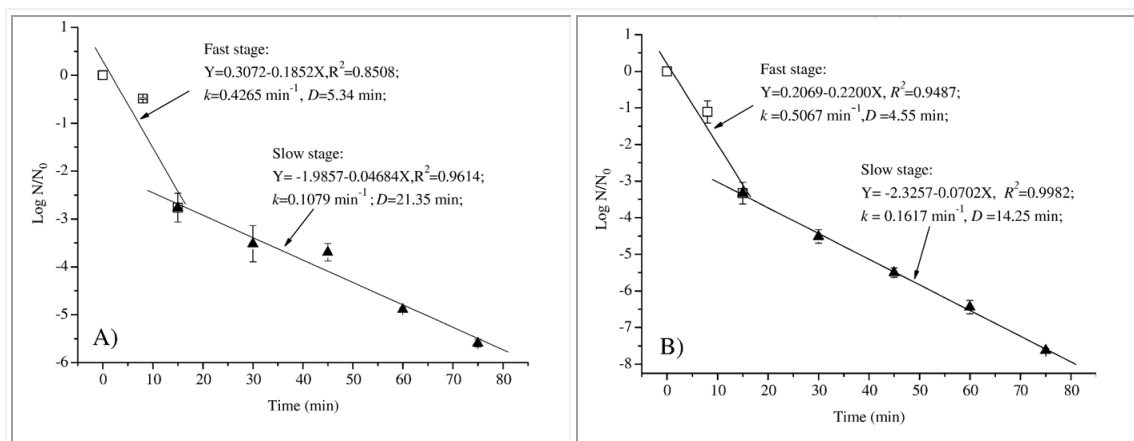 1
0
-1
-2
-3
-4
-5
-6
Log N/N0
Fast stage:
Y=0.3072-0.1852X,R²=0.8508;
k=0.4265 min⁻¹, D=5.34 min;
Slow stage:
Y= -1.9857-0.04684X,R²=0.9614;
k=0.1079 min⁻¹ ; D=21.35 min;
A)
0 10 20 30 40 50 60 70 80
Time (min)
1
0
-1
-2
-3
-4
-5
-6
-7
-8
Log N/N₀
Fast stage:
Y=0.2069-0.2200X, R²=0.9487;
k =0.5067 min⁻¹,D =4.55 min;
Slow stage:
Y= -2.3257-0.0702X, R²=0.9982;
k = 0.1617 min⁻¹, D =14.25 min;
B)
0 10 20 30 40 50 60 70 80
Time (min)